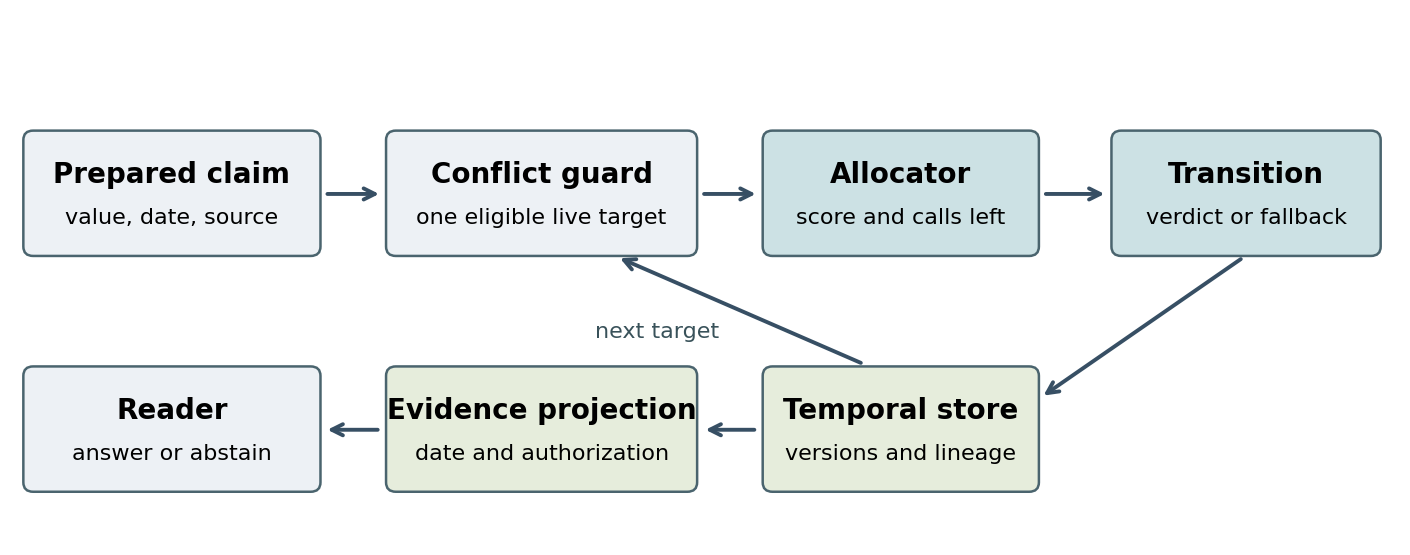 Prepared claim
value, date, source
Conflict guard
one eligible live target
Allocator
score and calls left
Transition
verdict or fallback
next target
Reader
answer or abstain
Evidence projection
date and authorization
Temporal store
versions and lineage